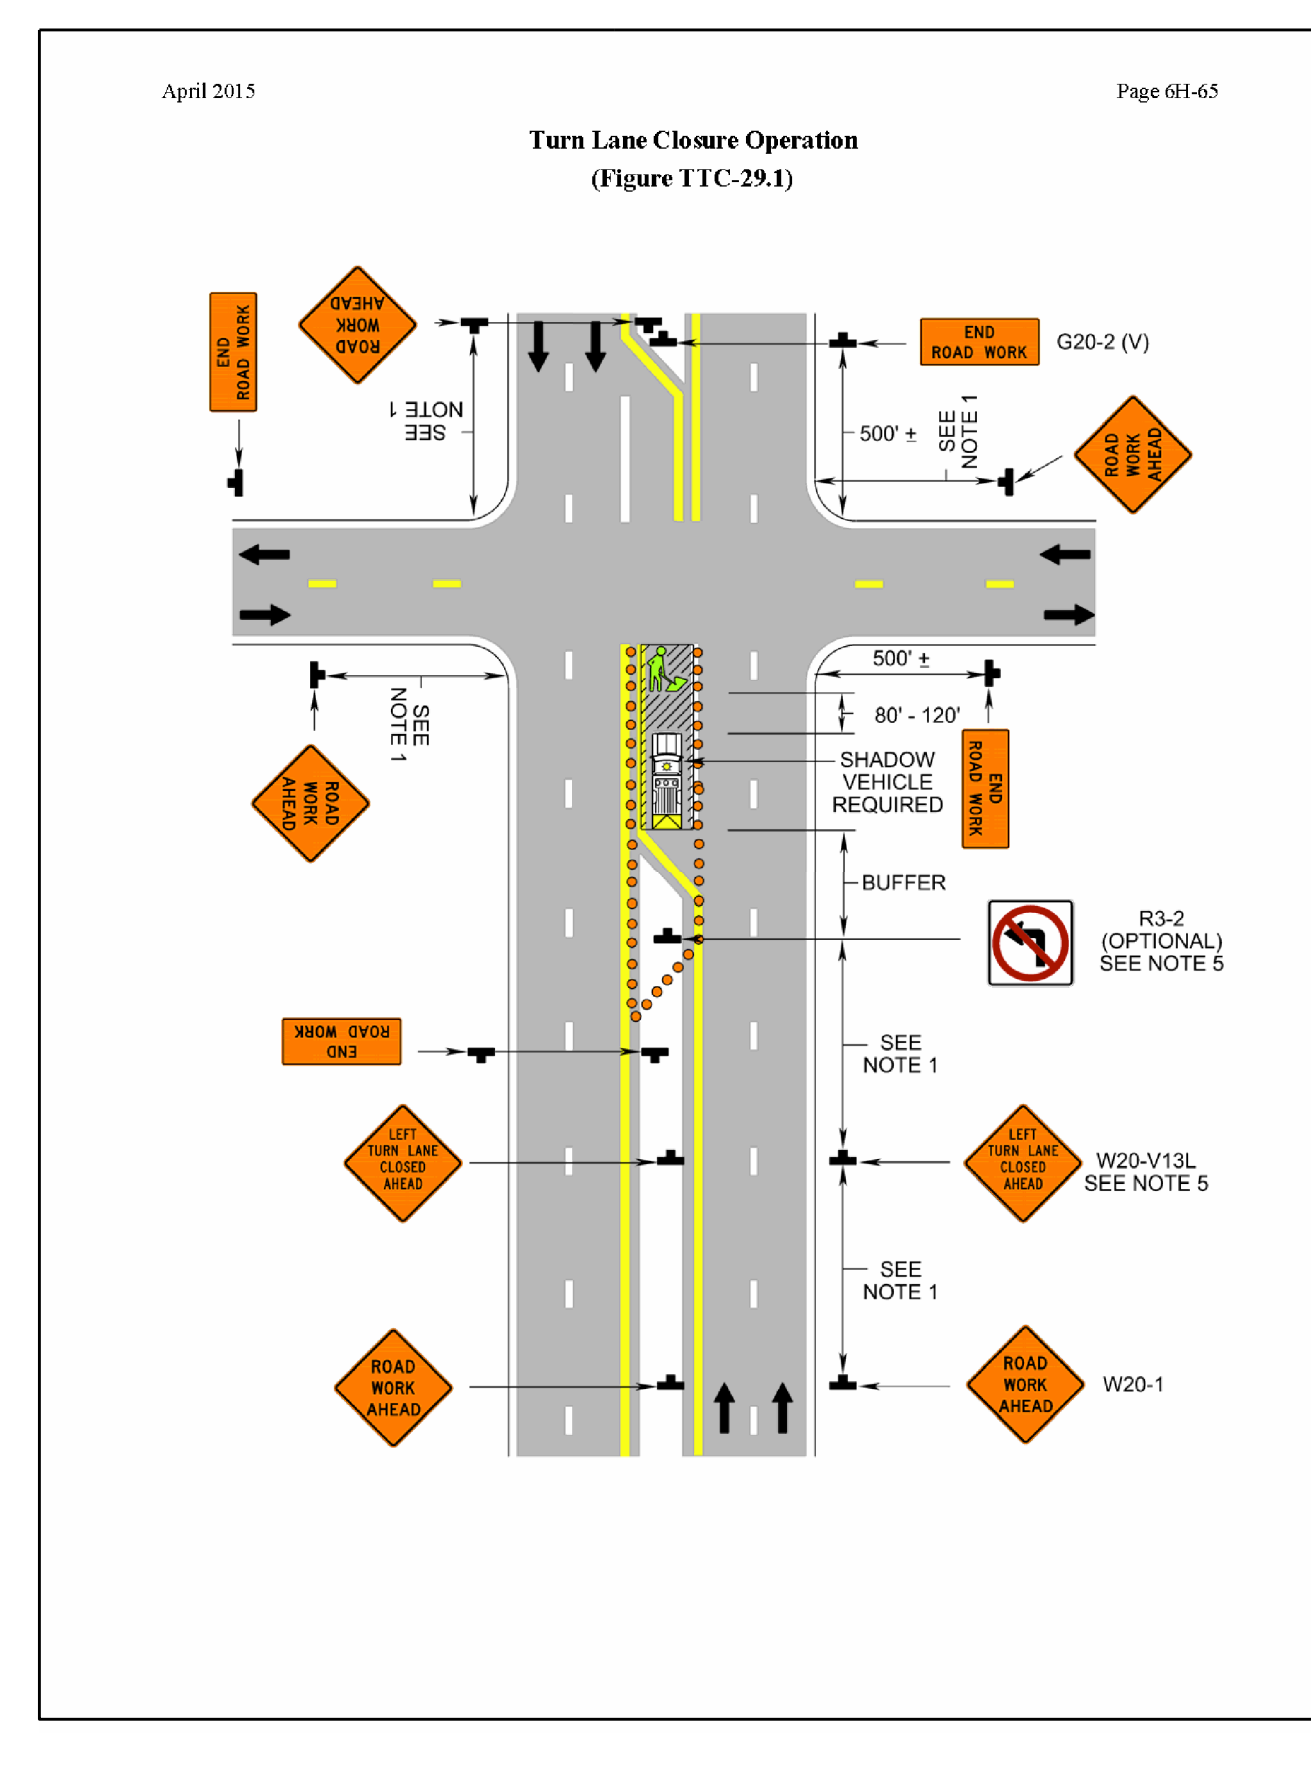 April 2015
Page 6H-65
Turn Lane Closure Operation
(Figure TTC-29.1)
END
ROAD WORK
ROAD
WORK
AHEAD
END
ROAD WORK
G20-2 (V)
SEE
NOTE 1
500' ±
SEE
NOTE 1
ROAD
WORK
AHEAD
SEE
NOTE 1
500' ±
80' - 120'
ROAD
WORK
AHEAD
SHADOW
VEHICLE
REQUIRED
END
ROAD WORK
BUFFER
R3-2
(OPTIONAL)
SEE NOTE 5
END
ROAD WORK
SEE
NOTE 1
LEFT
TURN LANE
CLOSED
AHEAD
LEFT
TURN LANE
CLOSED
AHEAD
W20-V13L
SEE NOTE 5
SEE
NOTE 1
ROAD
WORK
AHEAD
ROAD
WORK
AHEAD
W20-1